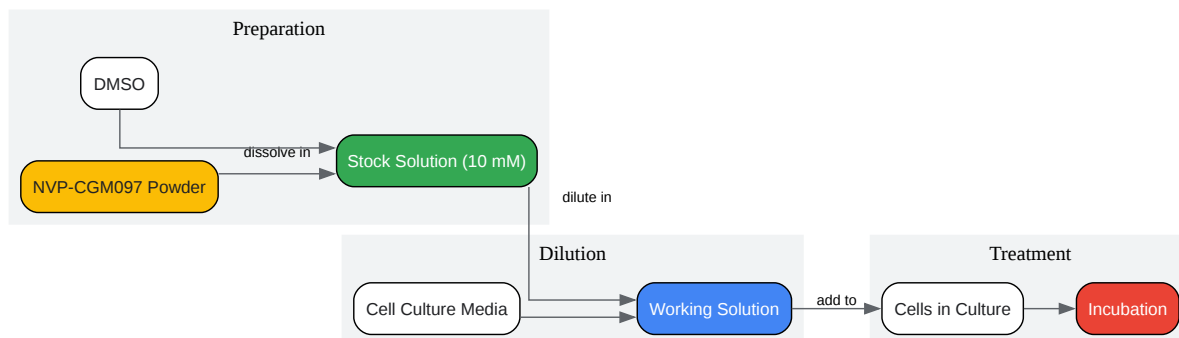 Preparation
DMSO
dissolve in
Stock Solution (10 mM)
NVP-CGM097 Powder
dilute in
Dilution
Cell Culture Media
Working Solution
add to
Treatment
Cells in Culture
Incubation